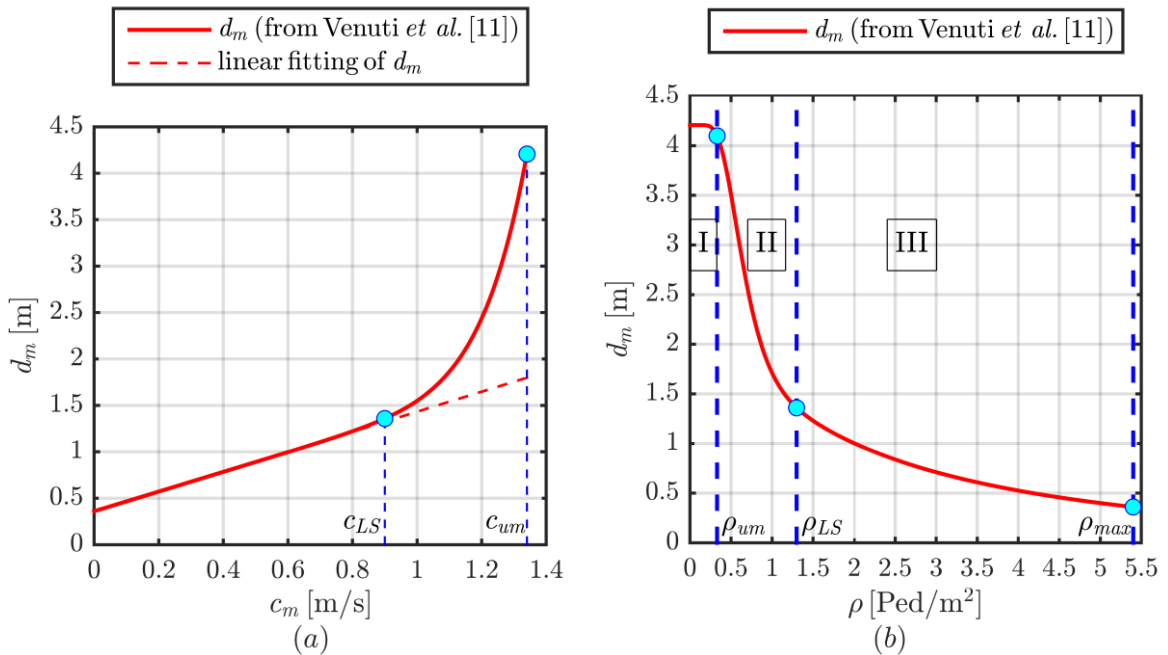 d_m (from Venuti et al. [11])
linear fitting of d_m
4.5
4
3.5
3
2.5
2
1.5
1
0.5
0
d_m [m]
c_LS
c_um
0 0.2 0.4 0.6 0.8 1 1.2 1.4
c_m [m/s]
(a)
d_m (from Venuti et al. [11])
4.5
4
3.5
3
2.5
2
1.5
1
0.5
0
d_m [m]
I II III
ρ_um ρ_LS ρ_max
0 0.5 1 1.5 2 2.5 3 3.5 4 4.5 5 5.5
ρ [Ped/m²]
(b)